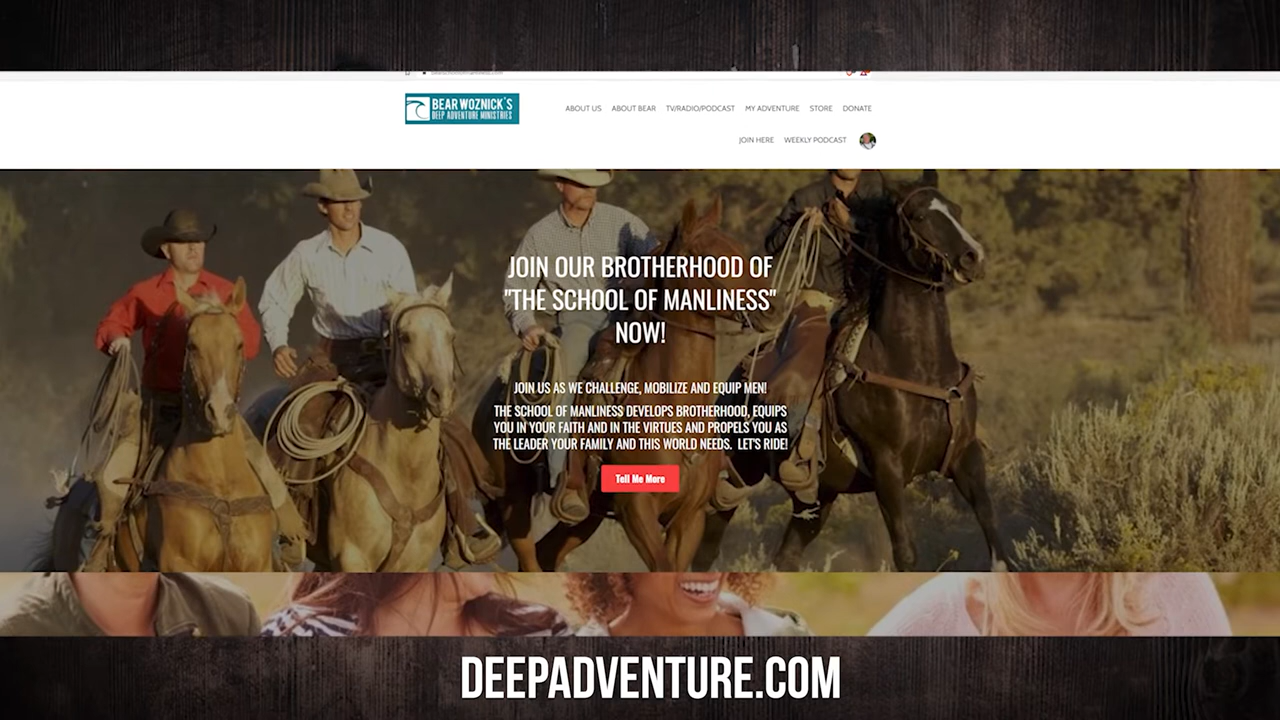 BEAR WOZNICK'S
DEEP ADVENTURE MINISTRIES
ABOUT US ABOUT BEAR TV/RADIO/PODCAST MY ADVENTURE STORE DONATE
JOIN HERE WEEKLY PODCAST
JOIN OUR BROTHERHOOD OF
"THE SCHOOL OF MANLINESS"
NOW!
JOIN US AS WE CHALLENGE, MOBILIZE AND EQUIP MEN!
THE SCHOOL OF MANLINESS DEVELOPS BROTHERHOOD, EQUIPS
YOU IN YOUR FAITH AND IN THE VIRTUES AND PROPELS YOU AS
THE LEADER YOUR FAMILY AND THIS WORLD NEEDS. LET'S RIDE!
Tell Me More
DEEPADVENTURE.COM